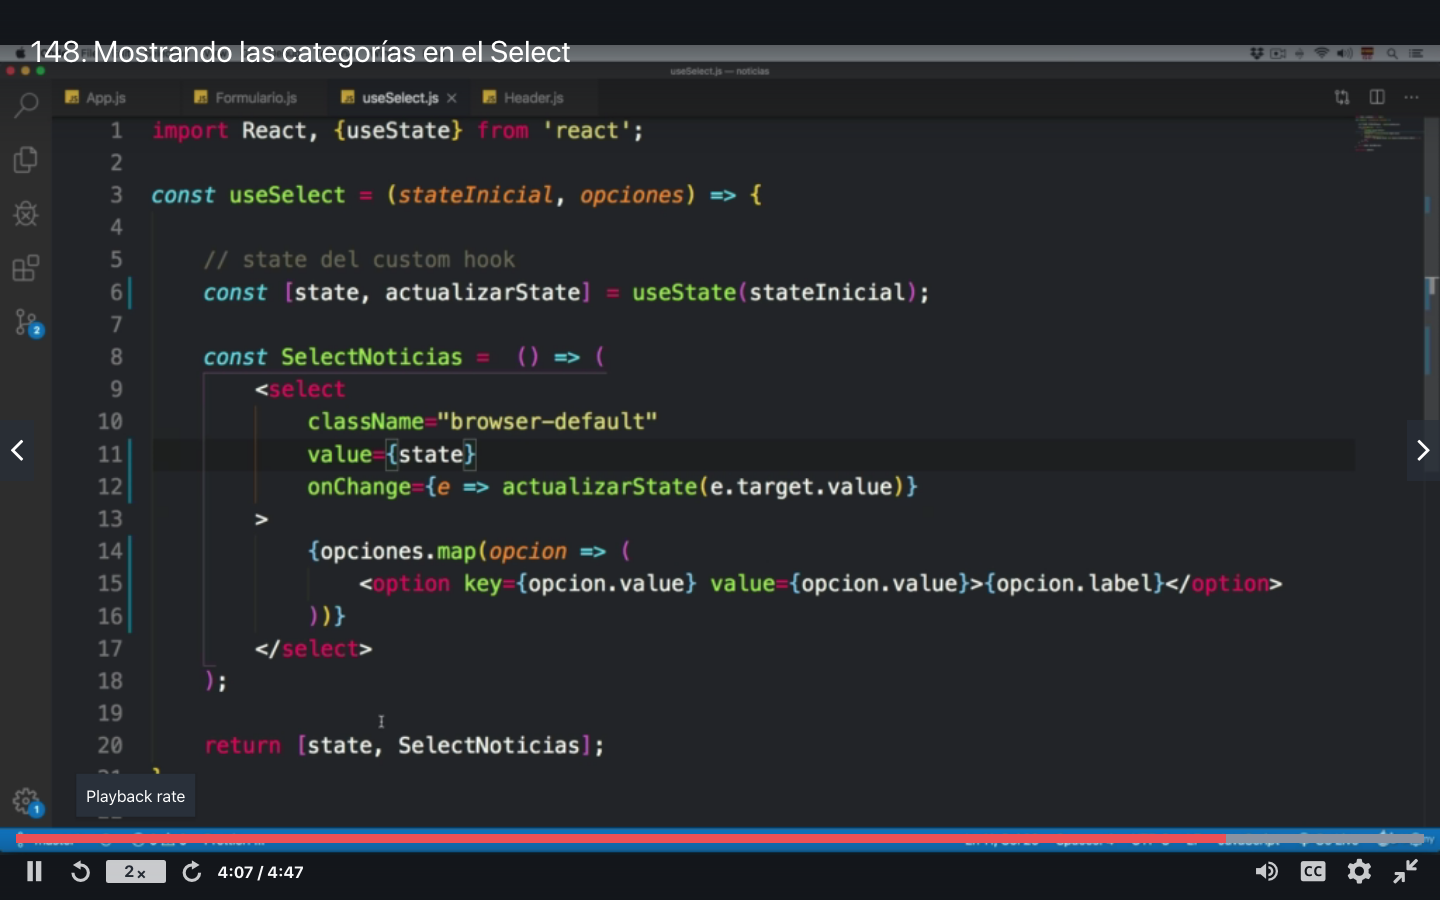 148. Mostrando las categorías en el Select
useSelect.js — noticias
App.js Formulario.js useSelect.js Header.js
1 import React, {useState} from 'react';
2
3 const useSelect = (stateInicial, opciones) => {
4
5 // state del custom hook
6 const [state, actualizarState] = useState(stateInicial);
7
8 const SelectNoticias = () => (
9 <select
10 className="browser-default"
11 value={state}
12 onChange={e => actualizarState(e.target.value)}
13 >
14 {opciones.map(opcion => (
15 <option key={opcion.value} value={opcion.value}>{opcion.label}</option>
16 ))}
17 </select>
18 );
19
20 return [state, SelectNoticias];
}
2
1
Playback rate
2x 4:07 / 4:47 CC